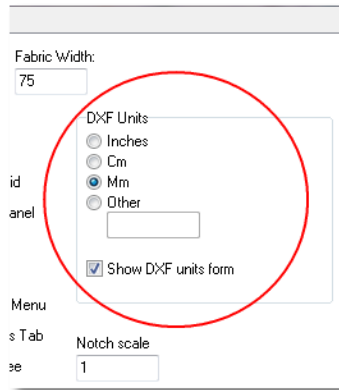 Fabric Width:
75
DXF Units
Inches
Cm
id
Mm
anel
Other
Show DXF units form
Menu
s Tab
Notch scale
ee
1